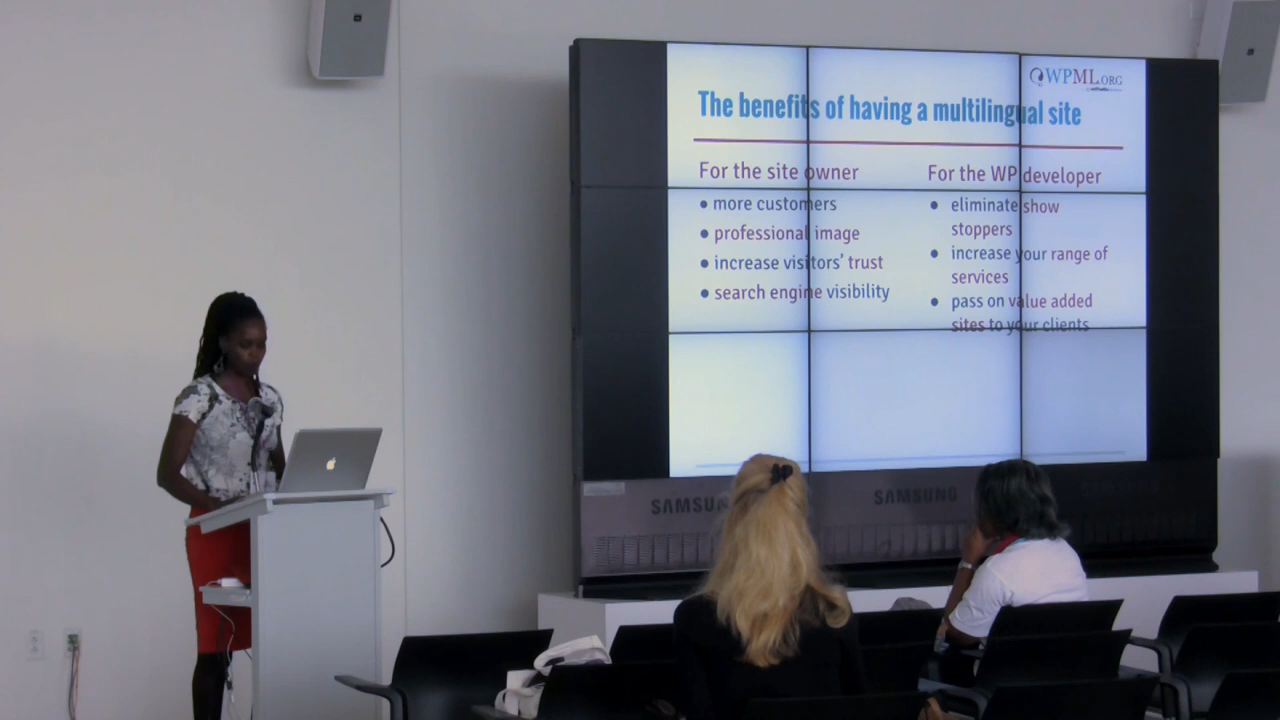 WPML.ORG
The benefits of having a multilingual site
For the site owner
• more customers
• professional image
• increase visitors' trust
• search engine visibility
For the WP developer
• eliminate show
stoppers
• increase your range of
services
• pass on value added
sites to your clients
SAMSUNG
SAMSUNG